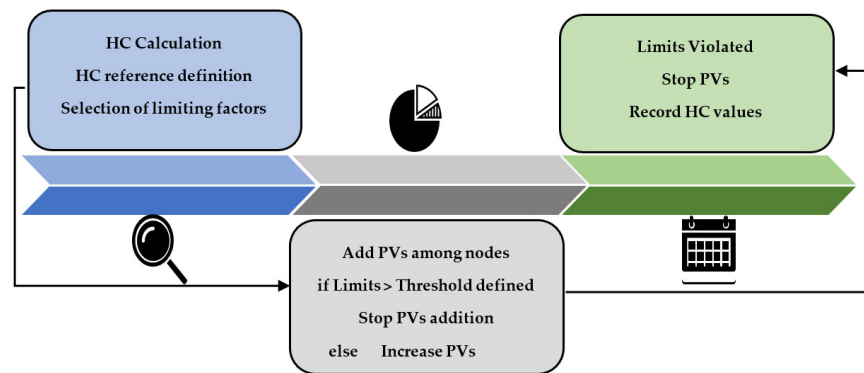 HC Calculation
HC reference definition
Selection of limiting factors
Add PVs among nodes
if Limits > Threshold defined
Stop PVs addition
else Increase PVs
Limits Violated
Stop PVs
Record HC values